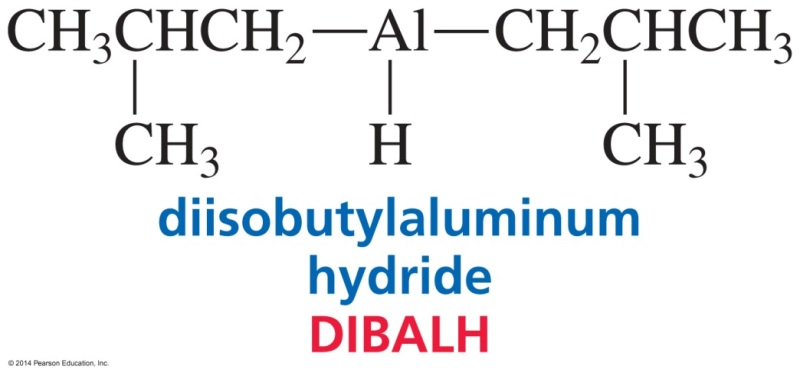 CH₃CHCH₂—Al—CH₂CHCH₃
CH₃ H CH₃
diisobutylaluminum
hydride
DIBALH
© 2014 Pearson Education, Inc.